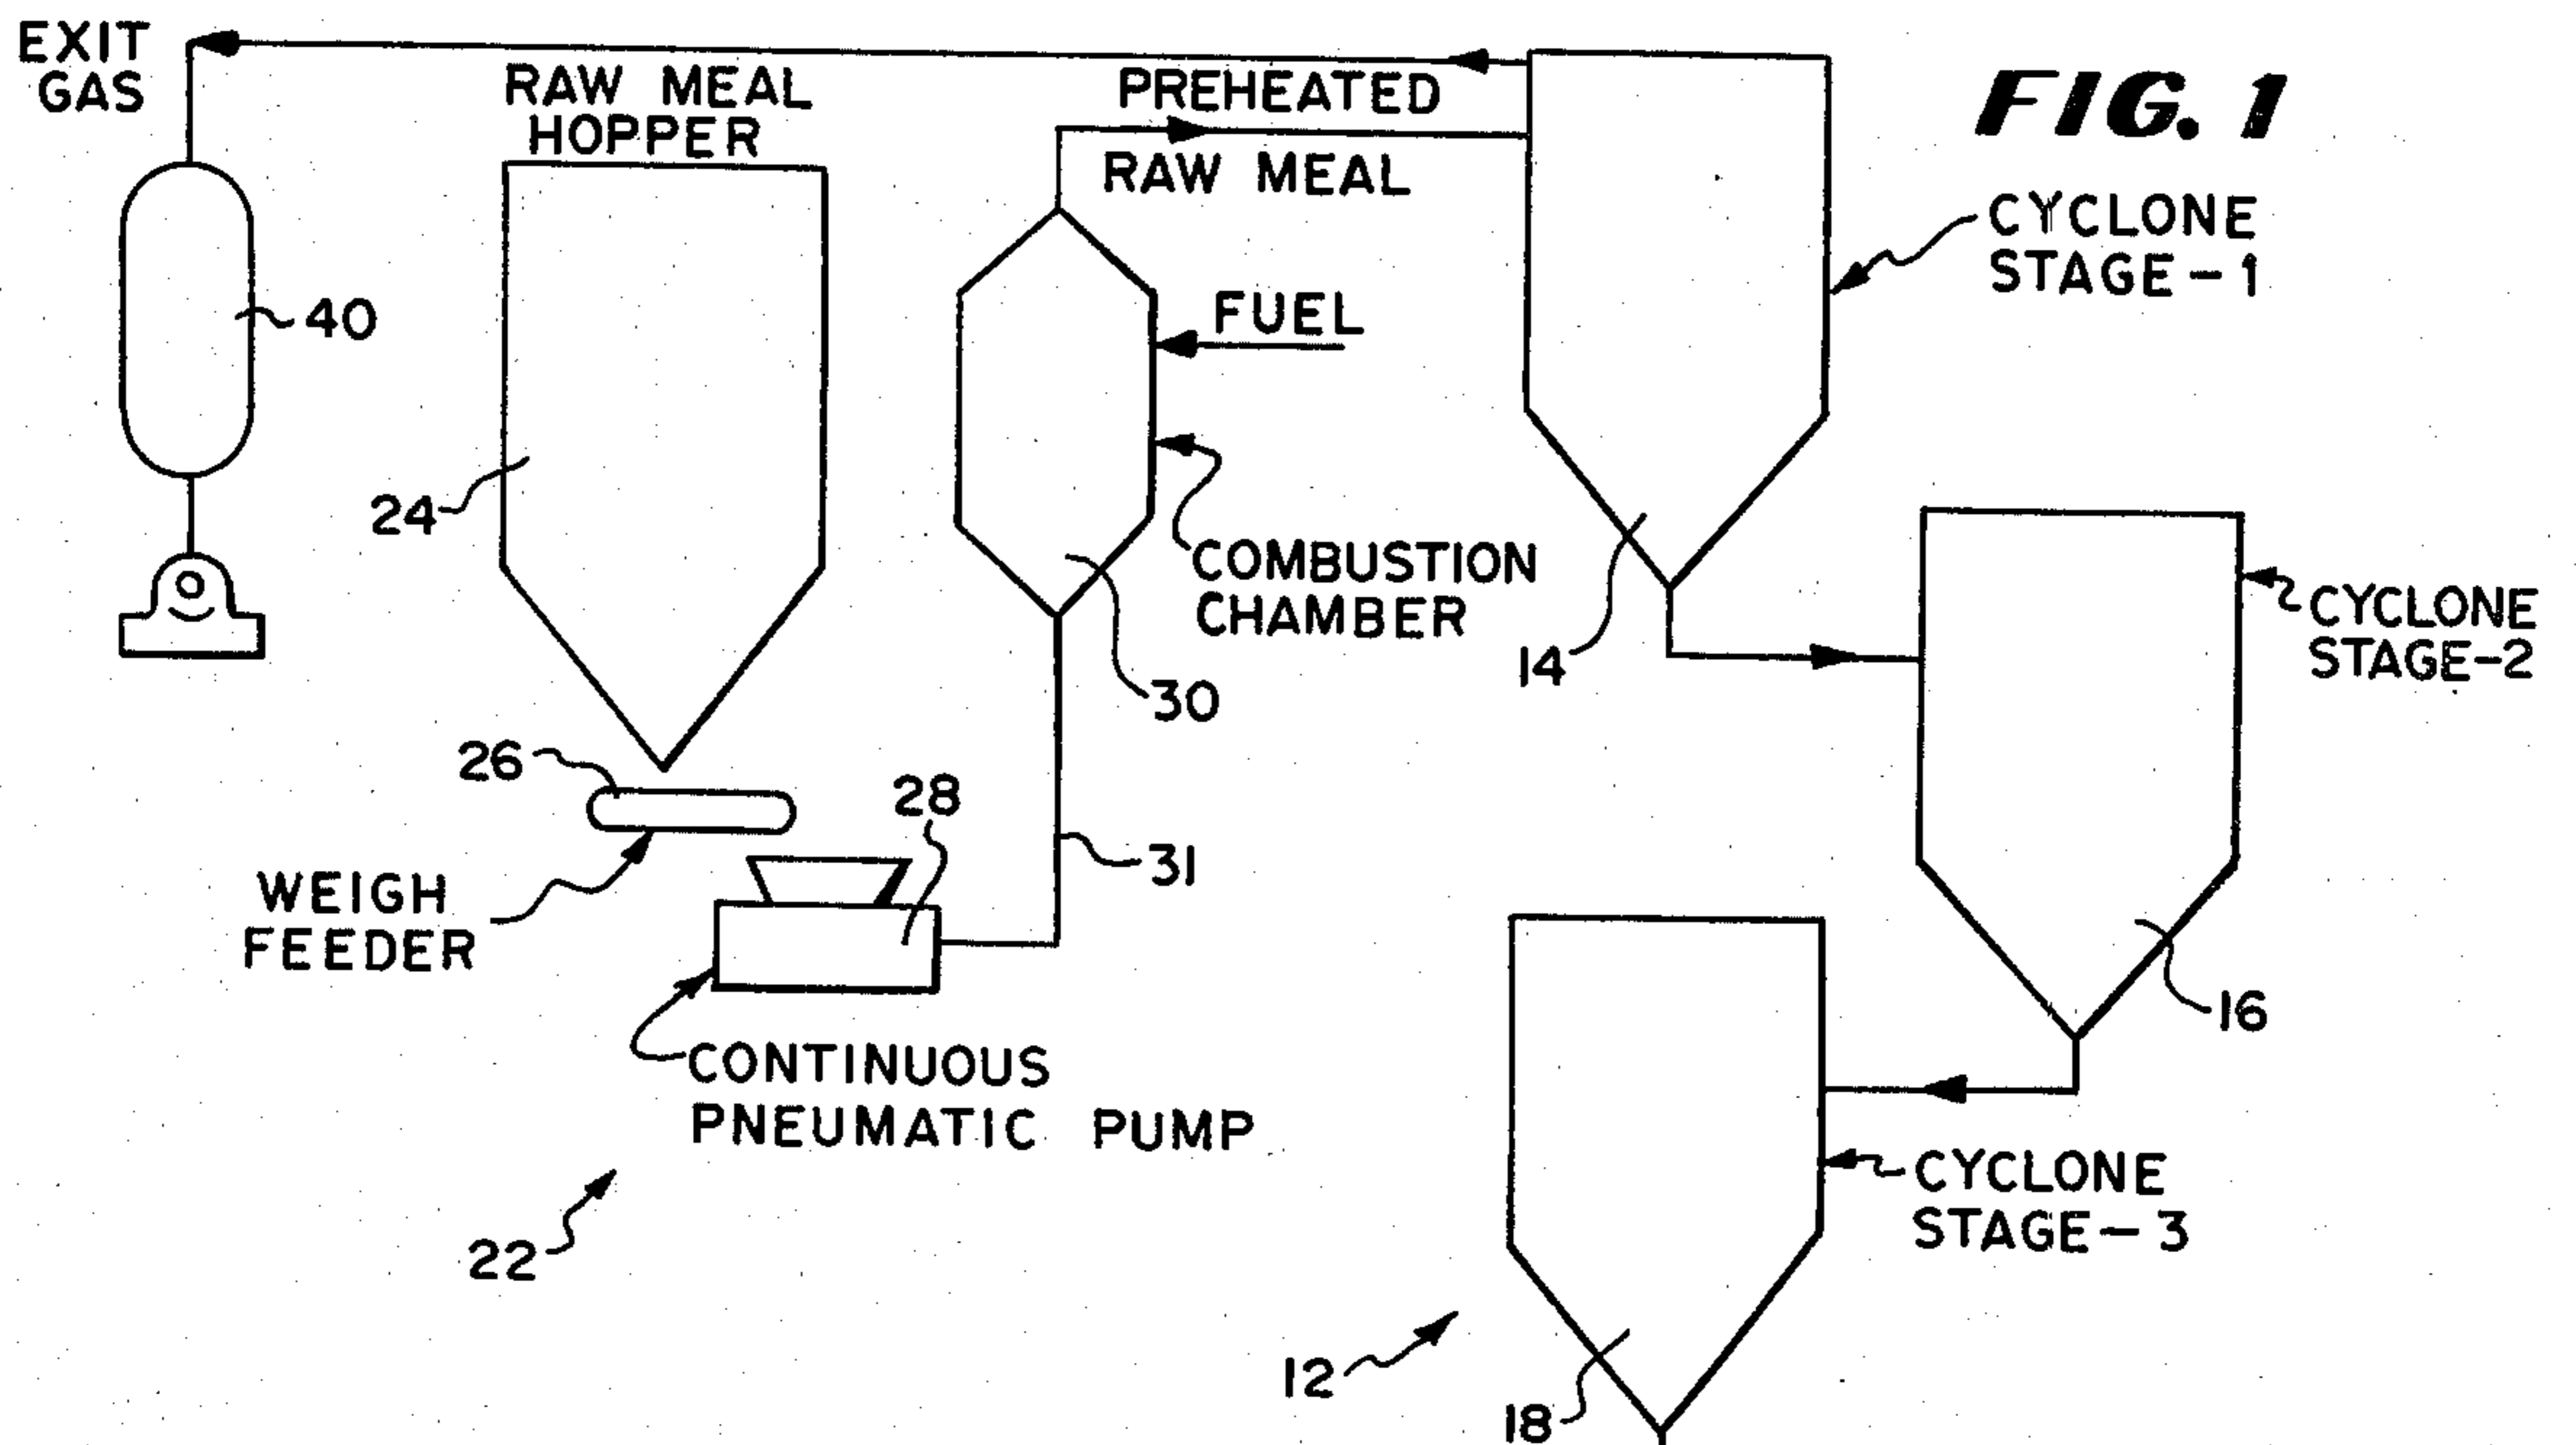 EXIT
GAS
RAW MEAL
HOPPER
PREHEATED
RAW MEAL
FIG. 1
CYCLONE
STAGE-1
FUEL
40
24
COMBUSTION
CHAMBER
14
30
CYCLONE
STAGE-2
26
28
31
WEIGH
FEEDER
16
CONTINUOUS
PNEUMATIC PUMP
CYCLONE
STAGE-3
22
12
18